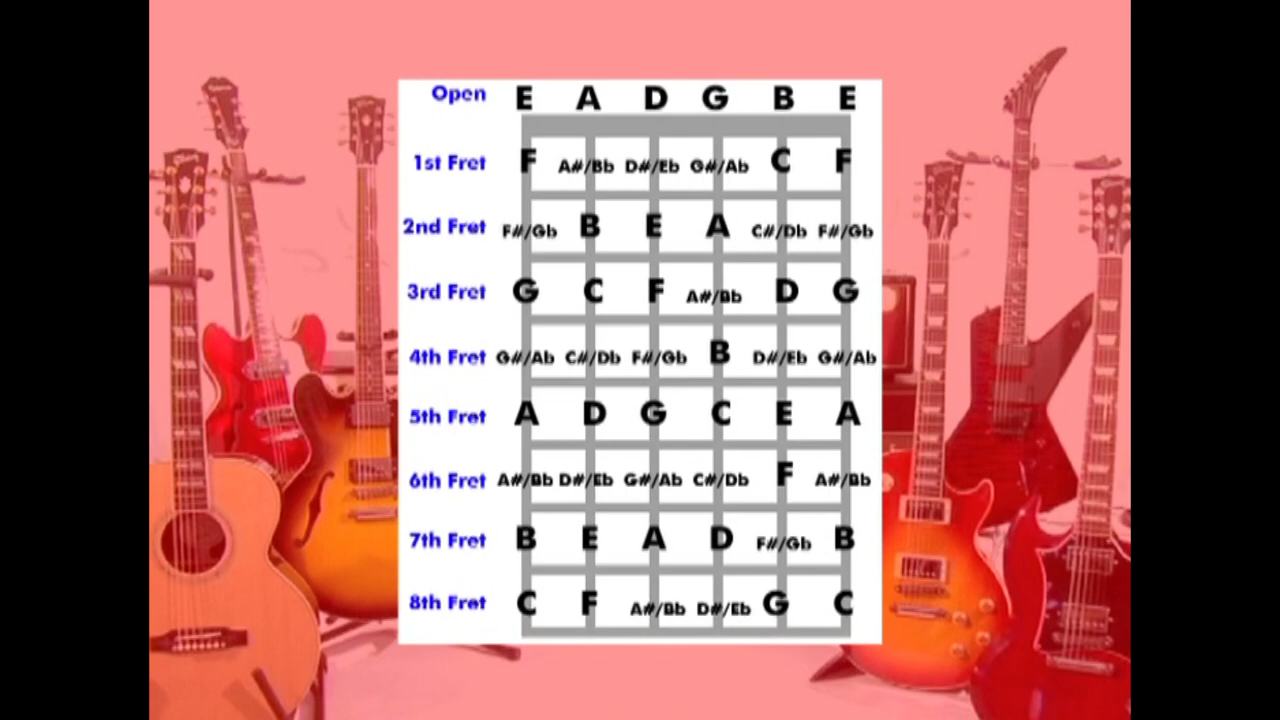 Open E A D G B E
1st Fret F A#/Bb D#/Eb G#/Ab C F
2nd Fret F#/Gb B E A C#/Db F#/Gb
3rd Fret G C F A#/Bb D G
4th Fret G#/Ab C#/Db F#/Gb B D#/Eb G#/Ab
5th Fret A D G C E A
6th Fret A#/Bb D#/Eb G#/Ab C#/Db F A#/Bb
7th Fret B E A D F#/Gb B
8th Fret C F A#/Bb D#/Eb G C